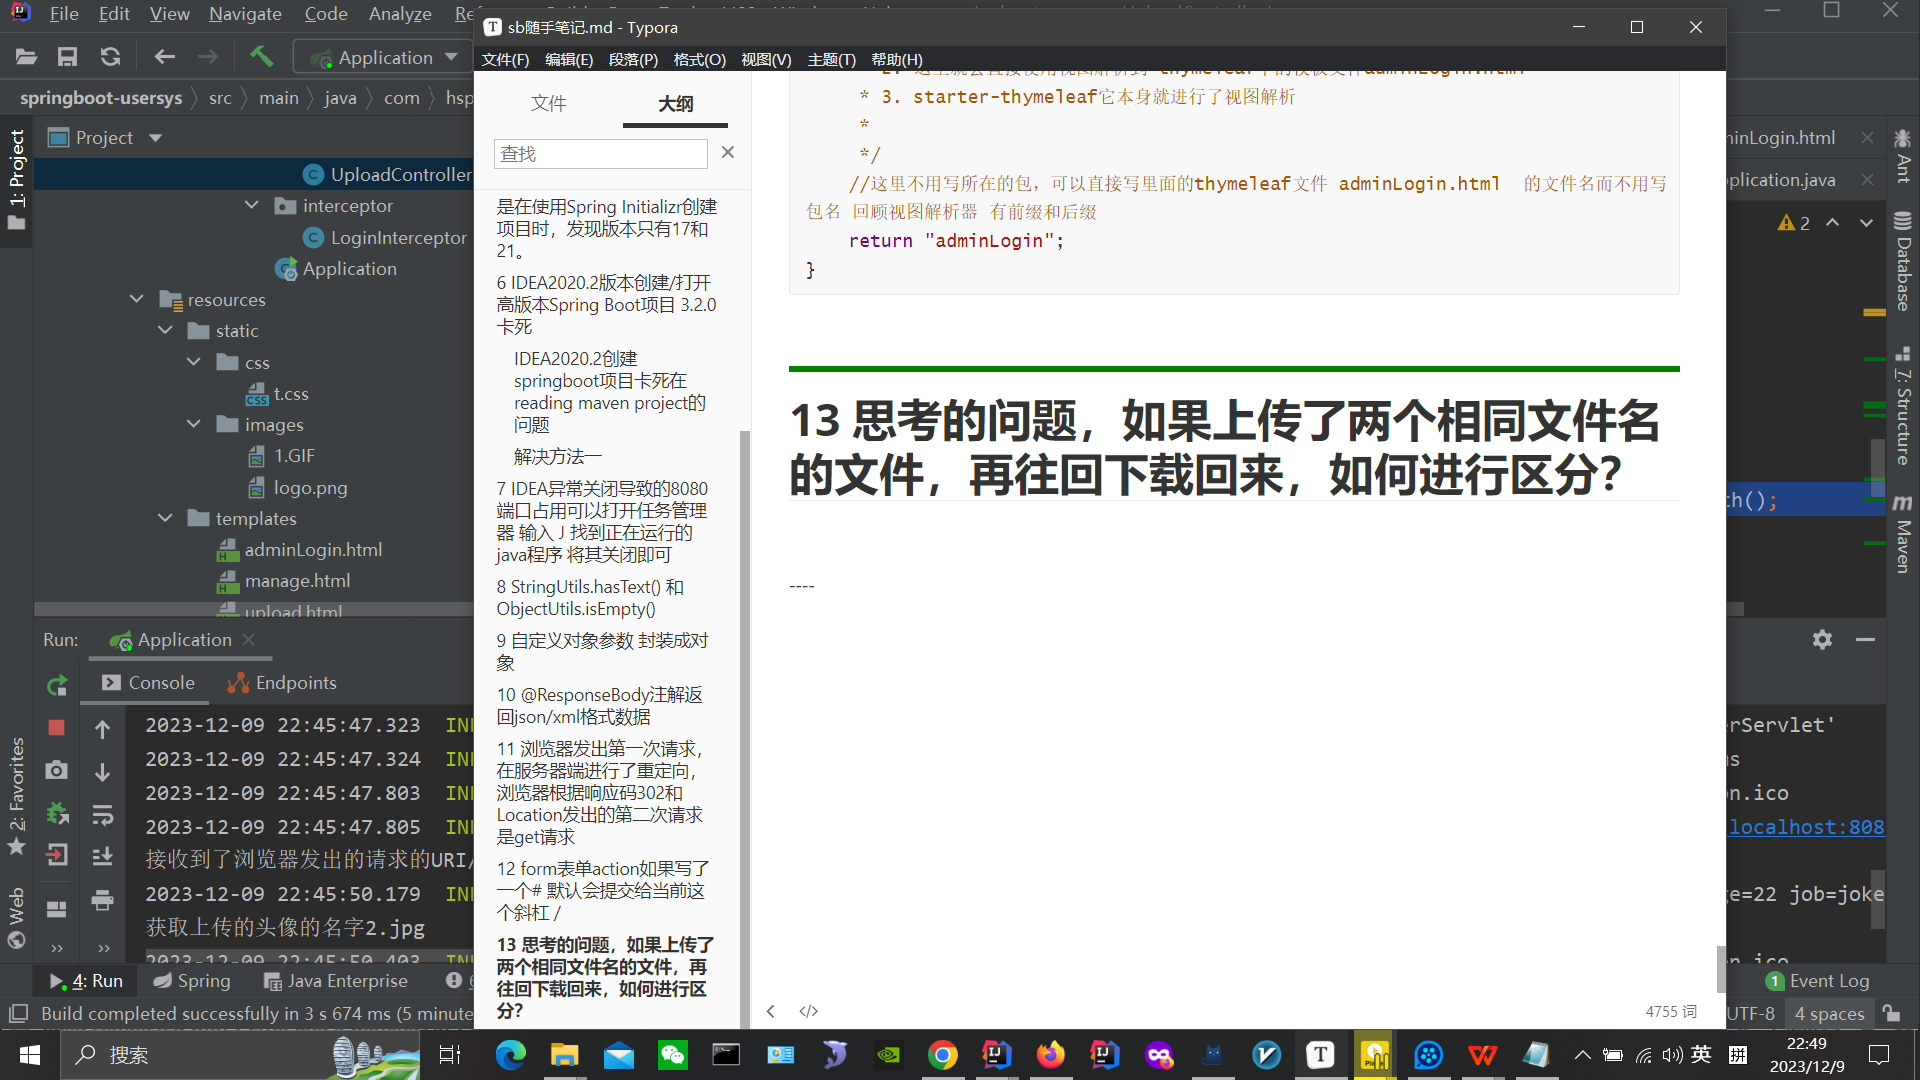 File Edit View Navigate Code Analyze
sb随手笔记.md - Typora
Application
文件(F) 编辑(E) 段落(P) 格式(O) 视图(V) 主题(T) 帮助(H)
springboot-usersys src main java com hsp
文件 大纲
查找
1: Project
Project
UploadController
interceptor
LoginInterceptor
Application
resources
static
css
t.css
images
1.GIF
logo.png
templates
adminLogin.html
manage.html
upload.html
是在使用Spring Initializr创建
项目时，发现版本只有17和
21。
6 IDEA2020.2版本创建/打开
高版本Spring Boot项目 3.2.0
卡死
IDEA2020.2创建
springboot项目卡死在
reading maven project的
问题
解决方法一
7 IDEA异常关闭导致的8080
端口占用可以打开任务管理
器 输入 J 找到正在运行的
java程序 将其关闭即可
8 StringUtils.hasText() 和
ObjectUtils.isEmpty()
9 自定义对象参数 封装成对
象
10 @ResponseBody注解返
回json/xml格式数据
11 浏览器发出第一次请求，
在服务器端进行了重定向，
浏览器根据响应码302和
Location发出的第二次请求
是get请求
12 form表单action如果写了
一个# 默认会提交给当前这
个斜杠 /
13 思考的问题，如果上传了
两个相同文件名的文件，再
往回下载回来，如何进行区
分？
* 3. starter-thymeleaf它本身就进行了视图解析
*
*/
//这里不用写所在的包，可以直接写里面的thymeleaf文件 adminLogin.html 的文件名而不用写
包名 回顾视图解析器 有前缀和后缀
return "adminLogin";
}
13 思考的问题，如果上传了两个相同文件名
的文件，再往回下载回来，如何进行区分？
----
4755 词
ninLogin.html
plication.java
2
th();
Ant
Database
7: Structure
Maven
Run: Application
Console Endpoints
2023-12-09 22:45:47.323 INF
2023-12-09 22:45:47.324 INF
2023-12-09 22:45:47.803 INF
2023-12-09 22:45:47.805 INF
接收到了浏览器发出的请求的URI/
2023-12-09 22:45:50.179 INF
获取上传的头像的名字2.jpg
2023-12-09 22:45:50.403 INF
erServlet'
ns
on.ico
localhost:808
ge=22 job=joke
on.ico
2: Favorites
Web
4: Run Spring Java Enterprise
1 Event Log
Build completed successfully in 3 s 674 ms (5 minute
UTF-8 4 spaces
搜索
英
拼
22:49
2023/12/9